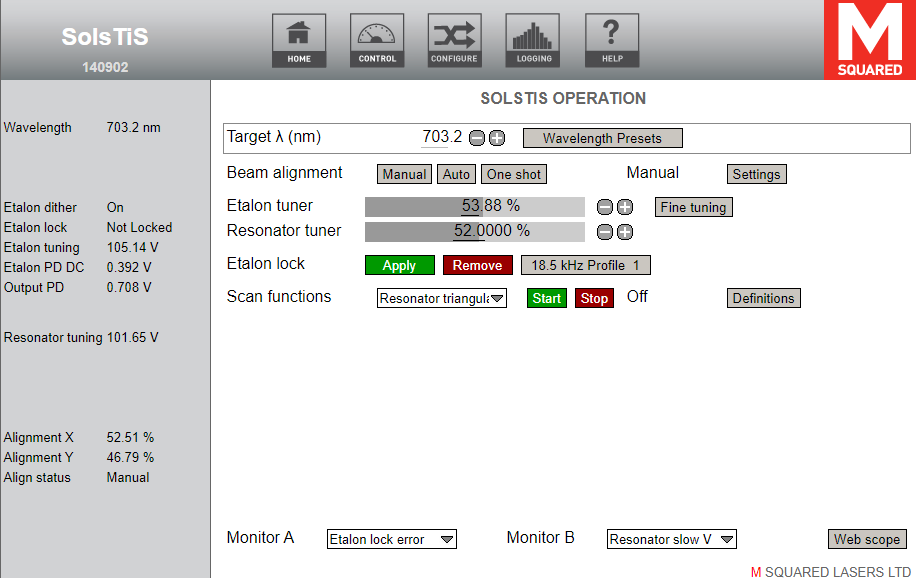 SolsTiS
140902
HOME
CONTROL
CONFIGURE
LOGGING
?
HELP
M
SQUARED
Wavelength 703.2 nm
Etalon dither On
Etalon lock Not Locked
Etalon tuning 105.14 V
Etalon PD DC 0.392 V
Output PD 0.708 V
Resonator tuning 101.65 V
Alignment X 52.51 %
Alignment Y 46.79 %
Align status Manual
SOLSTIS OPERATION
Target λ (nm) 703.2 Wavelength Presets
Beam alignment Manual Auto One shot Manual Settings
Etalon tuner 53.88 % Fine tuning
Resonator tuner 52.0000 %
Etalon lock Apply Remove 18.5 kHz Profile 1
Scan functions Resonator triangula Start Stop Off Definitions
Monitor A Etalon lock error Monitor B Resonator slow V Web scope
M SQUARED LASERS LTD